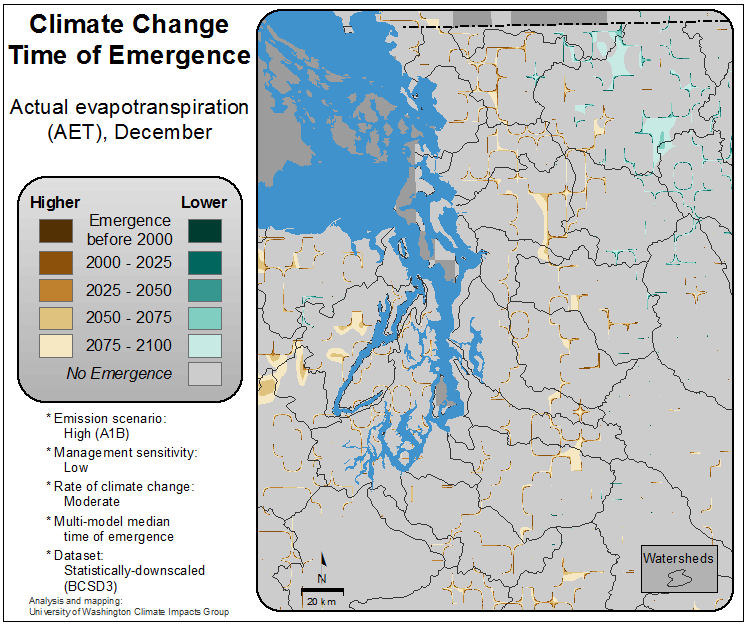 Climate Change
Time of Emergence
Actual evapotranspiration
(AET), December
Higher
Lower
Emergence
before 2000
2000 - 2025
2025 - 2050
2050 - 2075
2075 - 2100
No Emergence
* Emission scenario:
High (A1B)
* Management sensitivity:
Low
* Rate of climate change:
Moderate
* Multi-model median
time of emergence
* Dataset:
Statistically-downscaled
(BCSD3)
Analysis and mapping:
University of Washington Climate Impacts Group
N
20 km
Watersheds